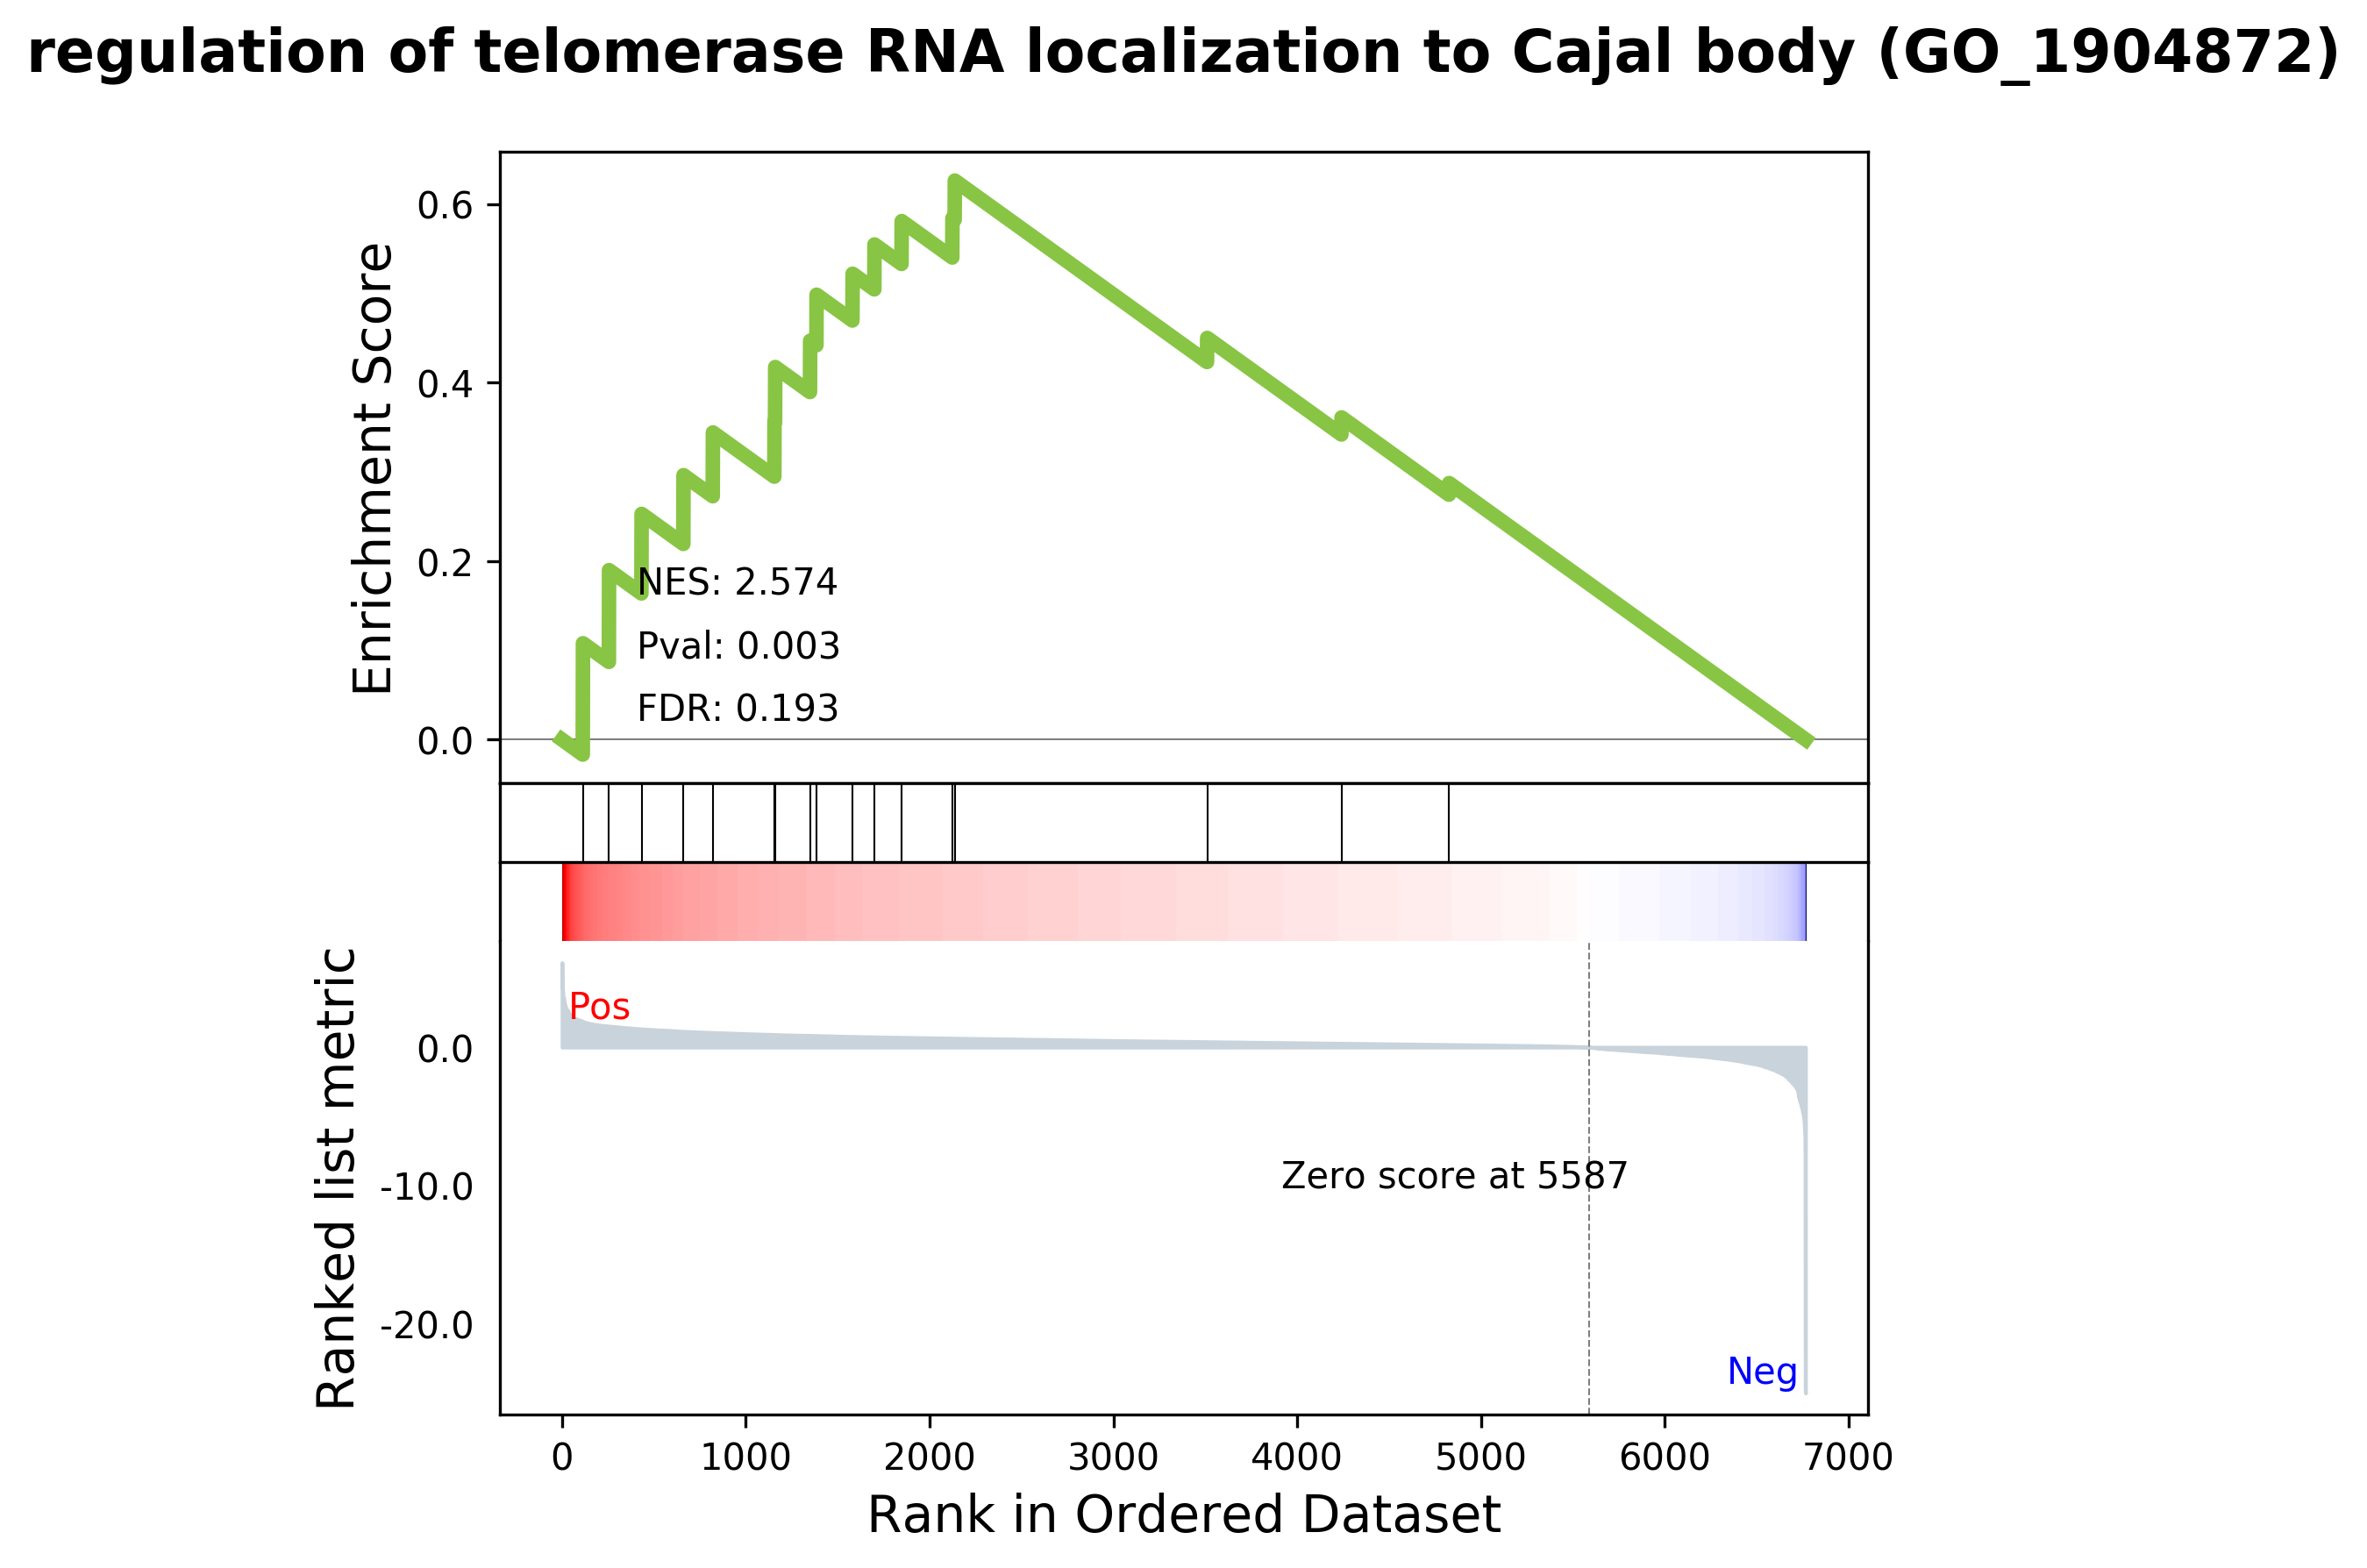 regulation of telomerase RNA localization to Cajal body (GO_1904872)
Enrichment Score
0.6
0.4
0.2
0.0
NES: 2.574
Pval: 0.003
FDR: 0.193
Ranked list metric
Pos
0.0
-10.0
-20.0
Zero score at 5587
Neg
0 1000 2000 3000 4000 5000 6000 7000
Rank in Ordered Dataset